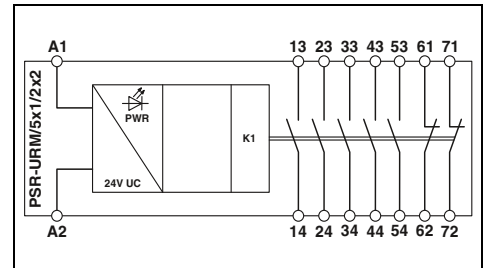 A1 13 23 33 43 53 61 71
PSR-URM/5x1/2x2
PWR
K1
24V UC
A2 14 24 34 44 54 62 72